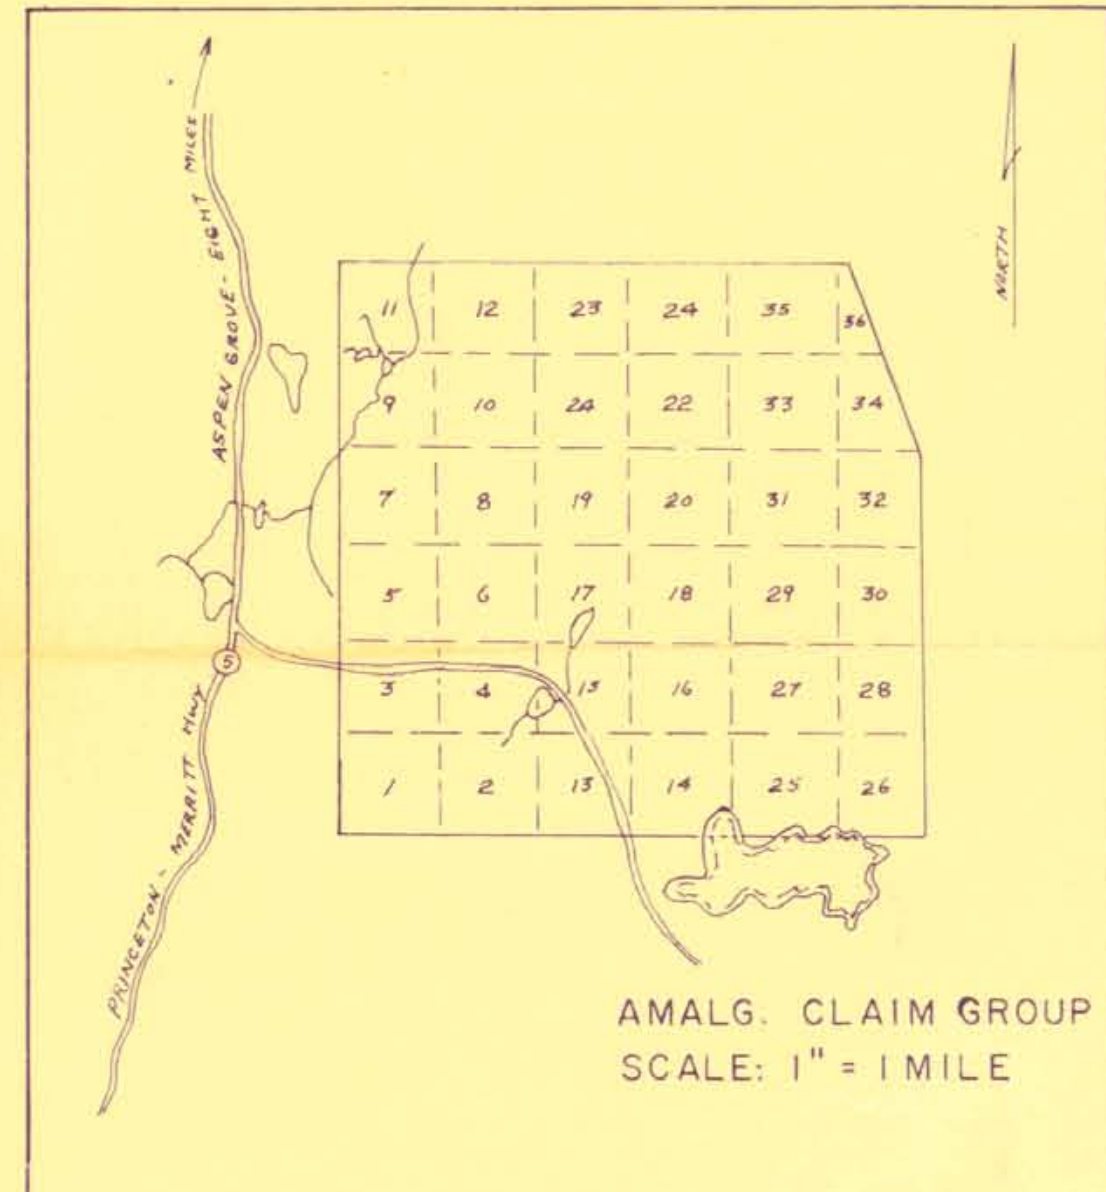 ASPEN GROVE - EIGHT MILES
NORTH
11 12 23 24 35 36
9 10 2A 22 33 34
7 8 19 20 31 32
5 6 17 18 29 30
5
3 4 15 16 27 28
1 2 13 14 25 26
PRINCETON - MERRITT HWY
AMALG. CLAIM GROUP
SCALE: 1" = 1 MILE